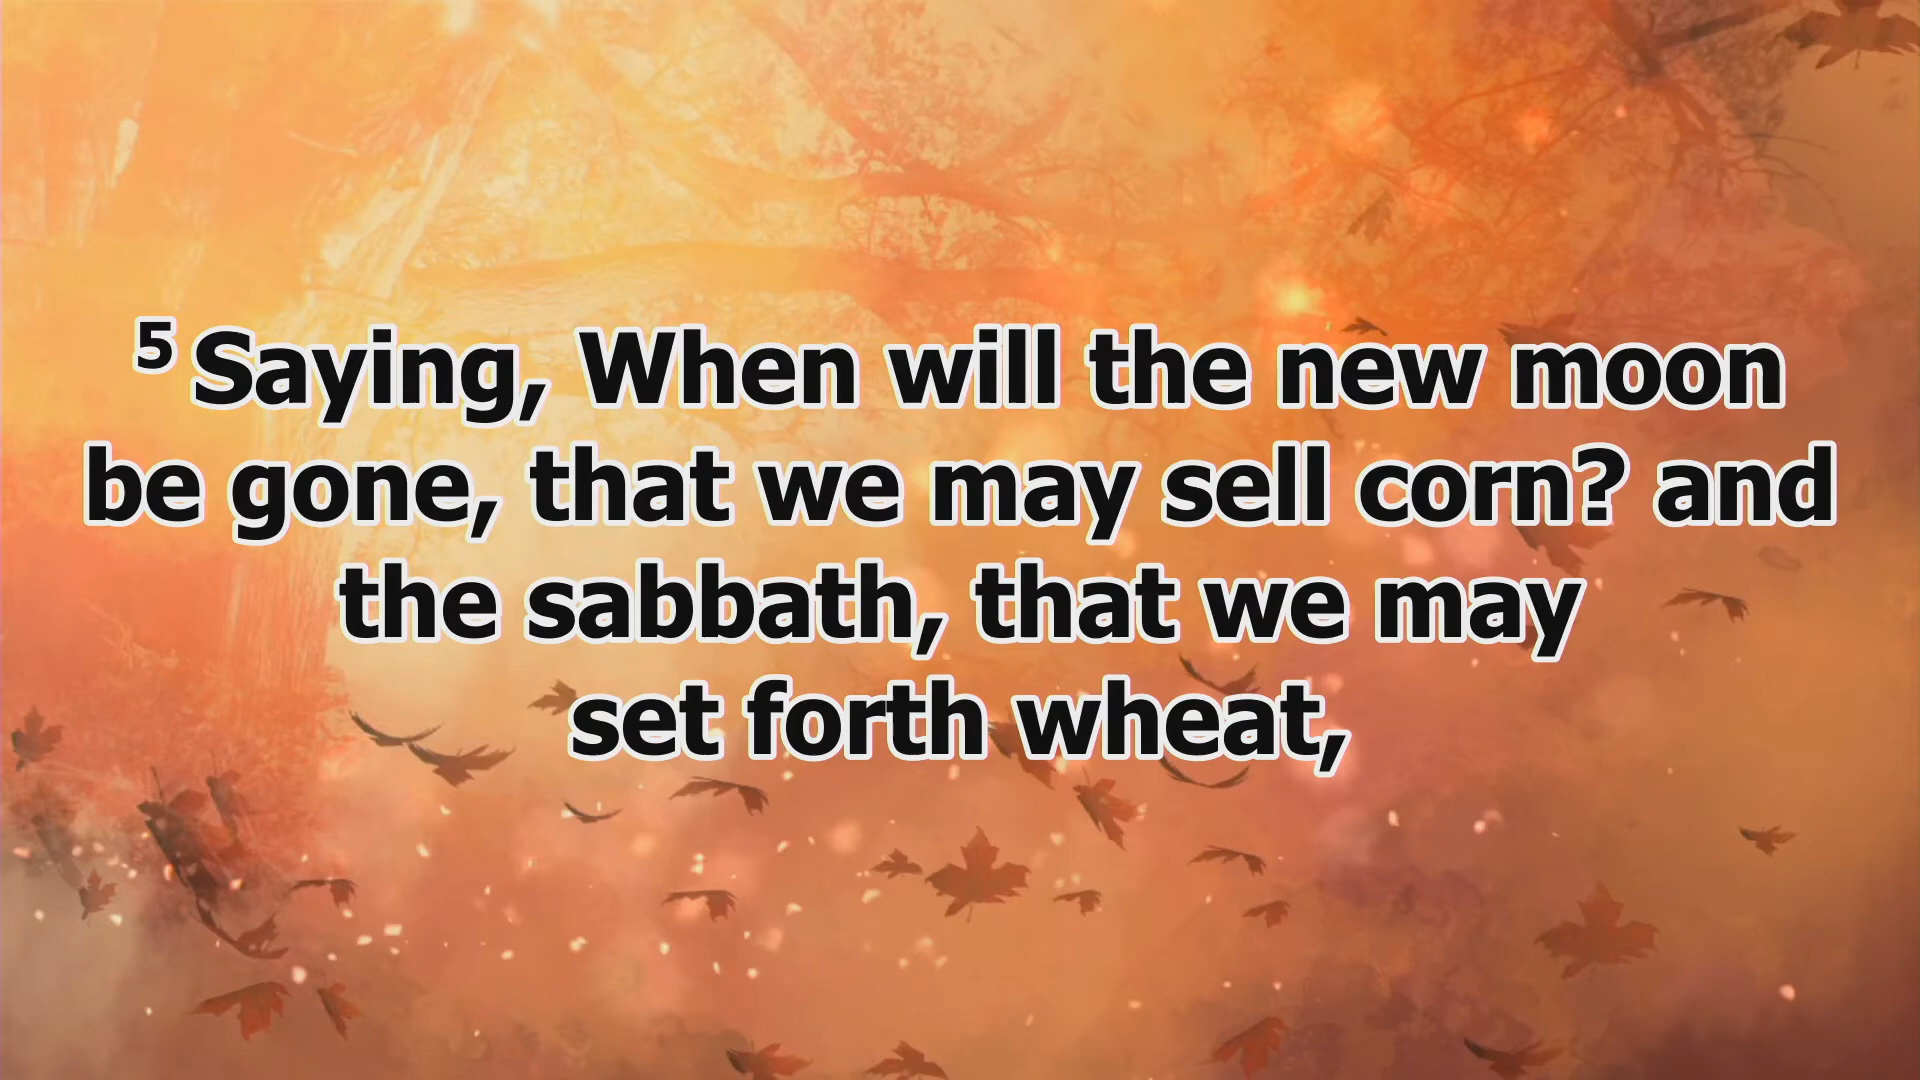 5 Saying, When will the new moon
be gone, that we may sell corn? and
the sabbath, that we may
set forth wheat,